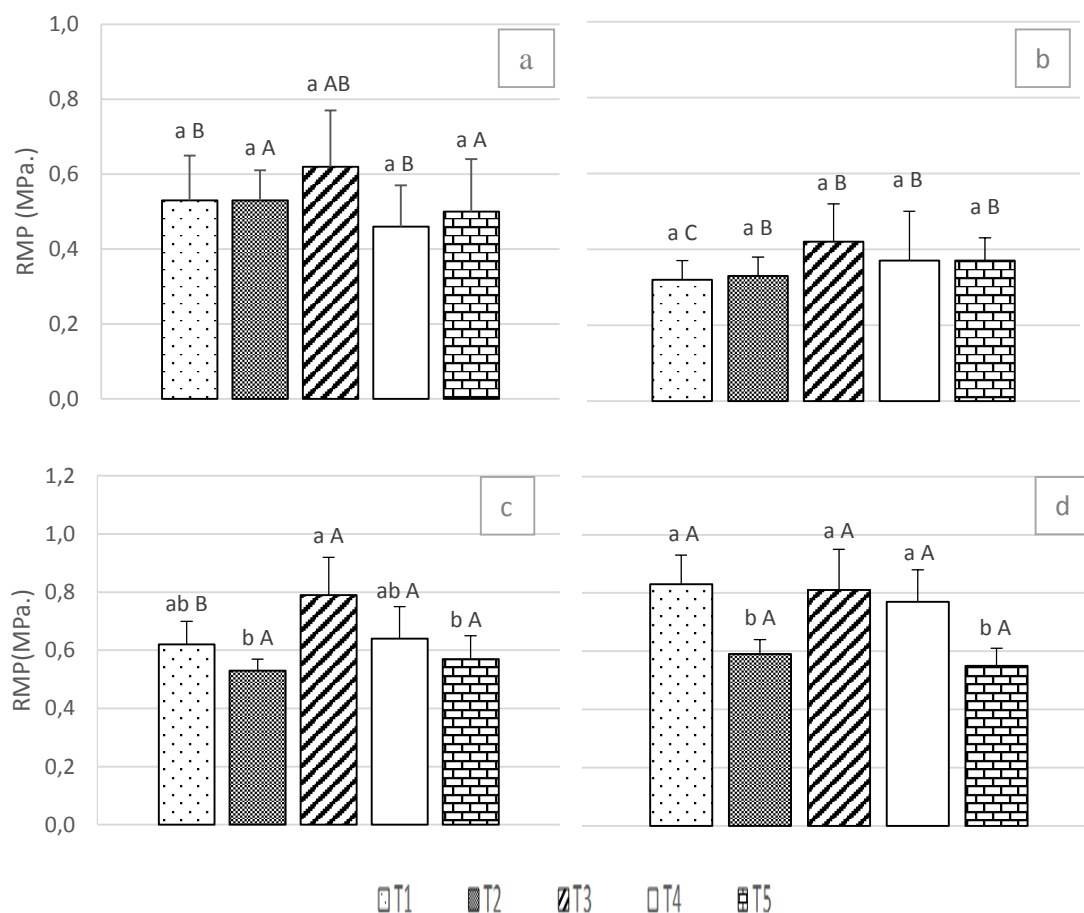 1,0
0,8
0,6
0,4
0,2
0,0
RMP (MPa.)
a
a B
a A
a AB
a B
a A
b
a C
a B
a B
a B
a B
1,2
1,0
0,8
0,6
0,4
0,2
0,0
RMP(MPa.)
c
ab B
b A
a A
ab A
b A
d
a A
b A
a A
a A
b A
T1 T2 T3 T4 T5